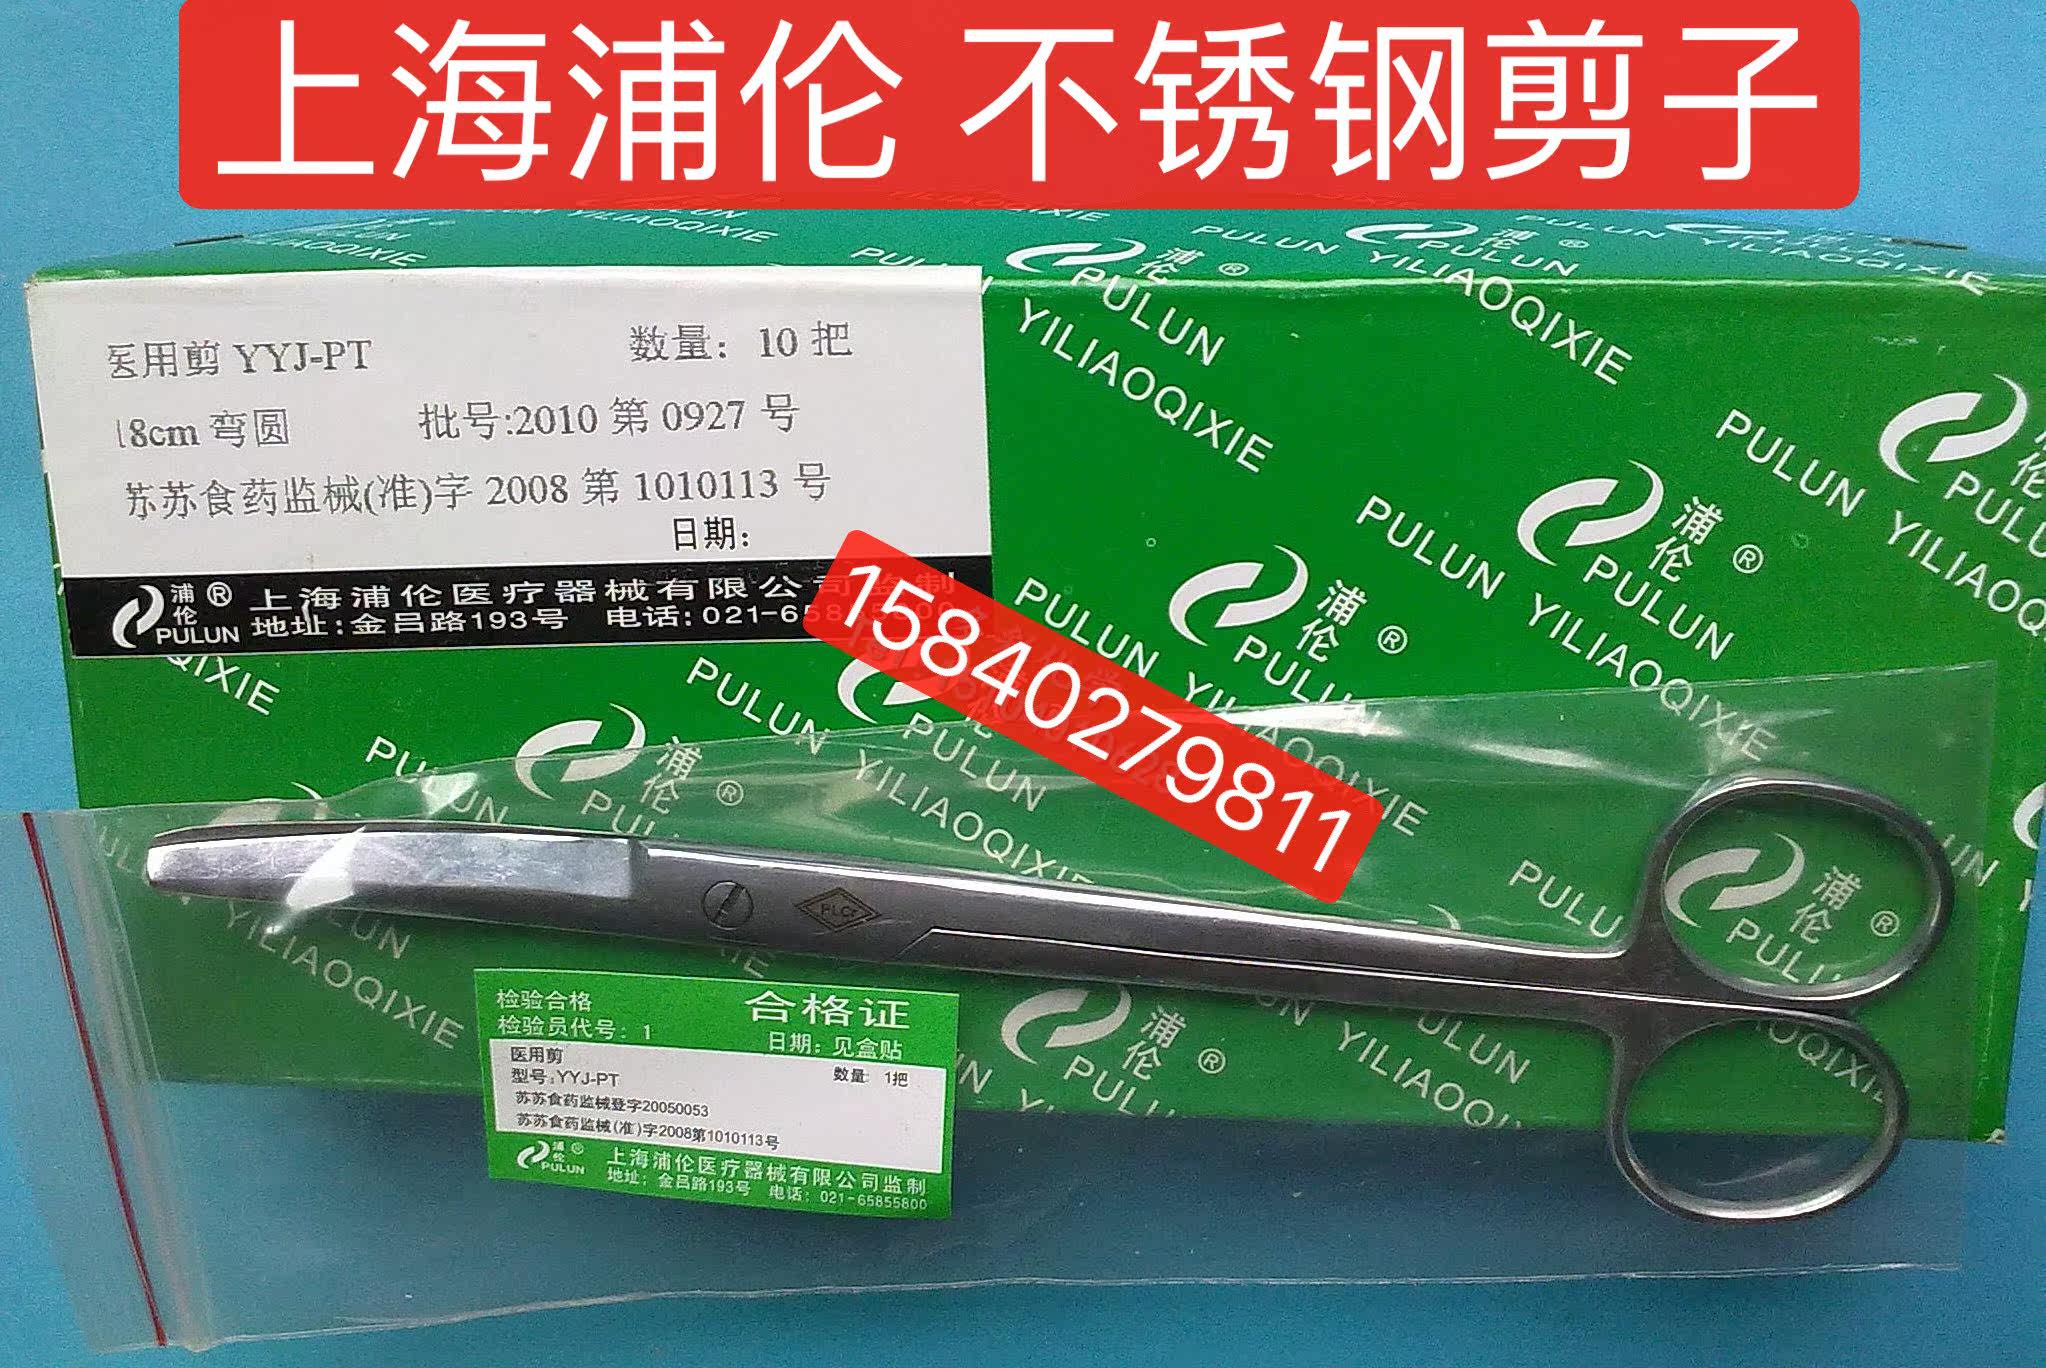 上海浦伦 不锈钢剪子
医用剪 YYJ-PT 数量: 10 把
18cm 弯圆 批号:2010 第 0927 号
苏苏食药监械(准)字 2008 第 1010113 号
日期:
浦伦® PULUN 上海浦伦医疗器械有限公司监制
地址:金吕路193号 电话:021-65855800
15840279811
浦伦®
PULUN
YILIAOQIXIE
PULUN
YILIAOQIXIE
浦伦®
PULUN
YILIAOQIXIE
浦伦®
PULUN
YILIAOQIXIE
PLCF
检验合格 合格证
检验员代号: 1 日期: 见盒贴
医用剪
型号:YYJ-PT 数量: 1把
苏苏食药监械登字20050053
苏苏食药监械(准)字2008第1010113号
浦伦® PULUN 上海浦伦医疗器械有限公司监制
地址: 金吕路193号 电话: 021-65855800